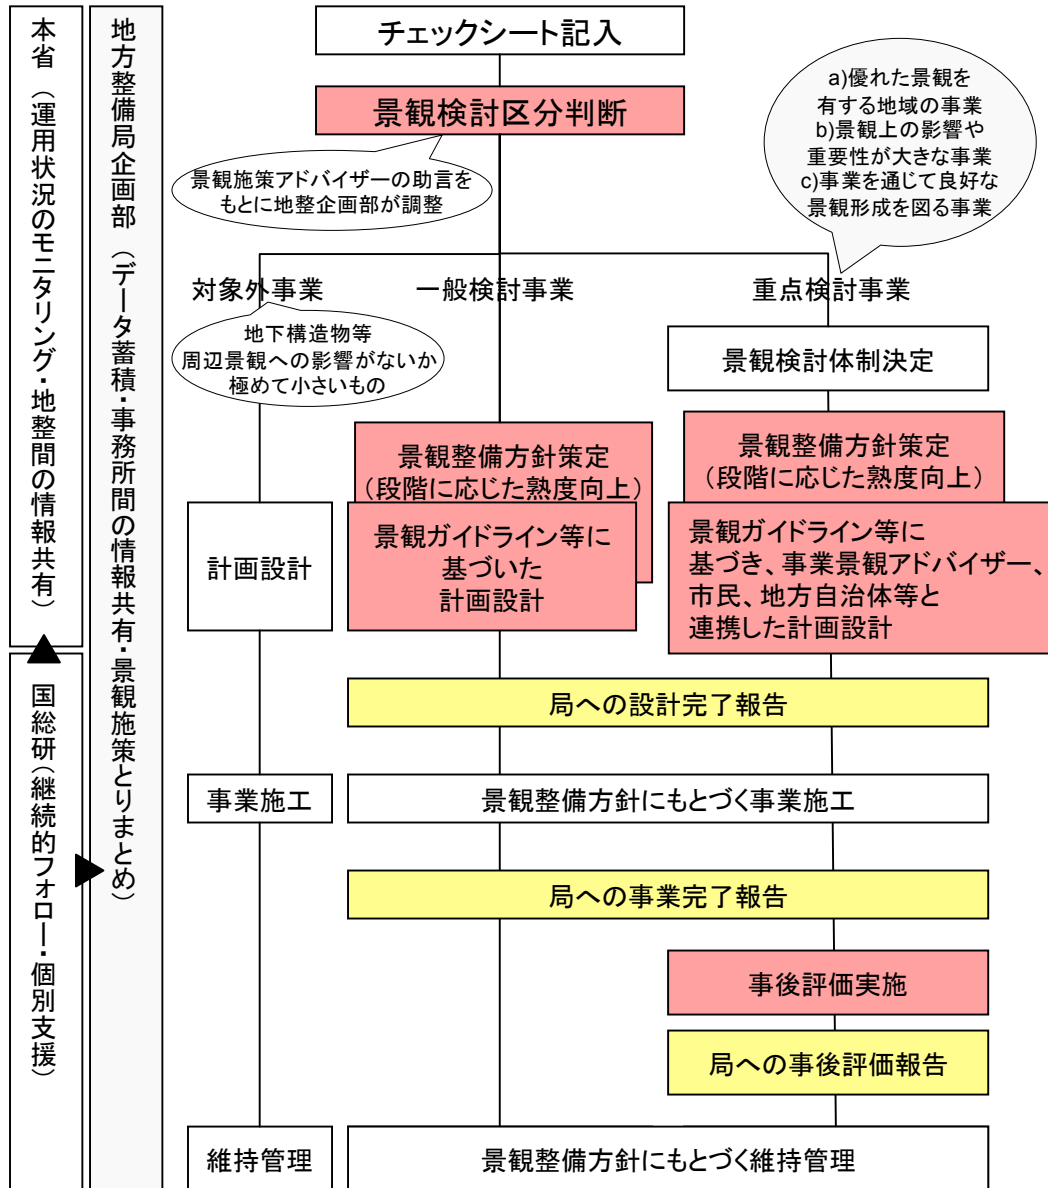 本省（運用状況のモニタリング・地整間の情報共有）
国総研（継続的フォロー・個別支援）
地方整備局企画部（データ蓄積・事務所間の情報共有・景観施策とりまとめ）
チェックシート記入
景観検討区分判断
景観施策アドバイザーの助言を
もとに地整企画部が調整
a)優れた景観を
有する地域の事業
b)景観上の影響や
重要性が大きな事業
c)事業を通じて良好な
景観形成を図る事業
対象外事業
一般検討事業
重点検討事業
地下構造物等
周辺景観への影響がないか
極めて小さいもの
景観検討体制決定
景観整備方針策定
（段階に応じた熟度向上）
景観整備方針策定
（段階に応じた熟度向上）
計画設計
景観ガイドライン等に
基づいた
計画設計
景観ガイドライン等に
基づき、事業景観アドバイザー、
市民、地方自治体等と
連携した計画設計
局への設計完了報告
事業施工
景観整備方針にもとづく事業施工
局への事業完了報告
事後評価実施
局への事後評価報告
維持管理
景観整備方針にもとづく維持管理